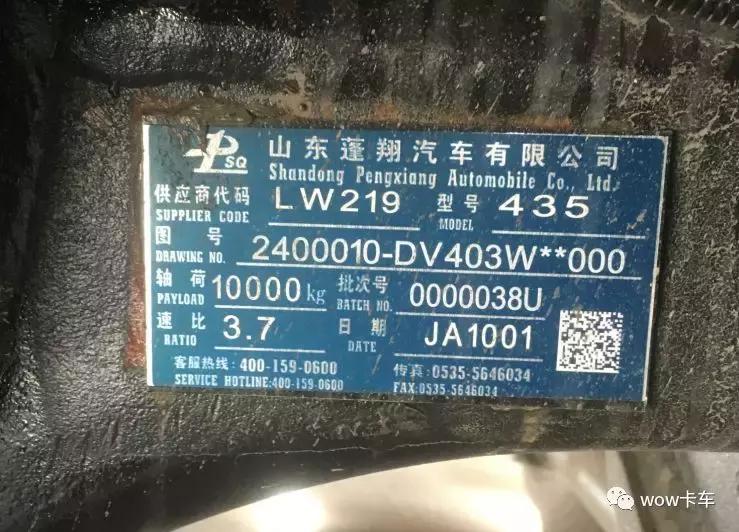 SQ
山东蓬翔汽车有限公司
Shandong Pengxiang Automobile Co., Ltd.
供应商代码 LW219 型号 435
SUPPLIER CODE MODEL
图号 2400010-DV403W**000
DRAWING NO.
轴荷 10000kg 批次号 0000038U
PAYLOAD BATCH NO.
速比 3.7 日期 JA1001
RATIO DATE
客服热线:400-159-0600 传真:0535-5646034
SERVICE HOTLINE:400-159-0600 FAX:0535-5646034
wow卡车